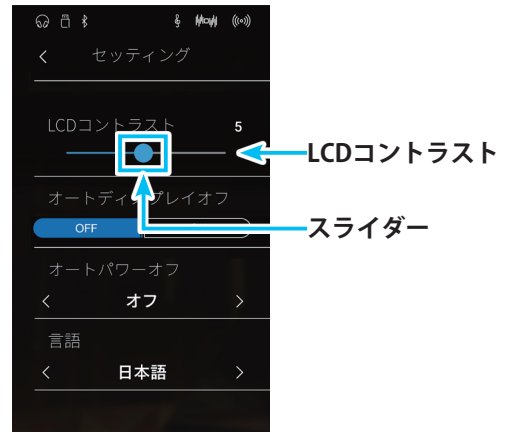 セッティング
LCDコントラスト 5
LCDコントラスト
オートディスプレイオフ
スライダー
OFF
オートパワーオフ
オフ
言語
日本語